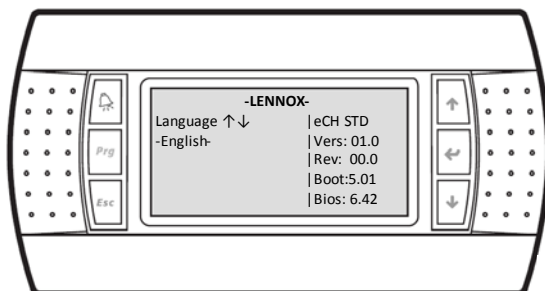 -LENNOX-
Language ↑↓ |eCH STD
-English- |Vers: 01.0
|Rev: 00.0
|Boot:5.01
|Bios: 6.42
Prg
Esc